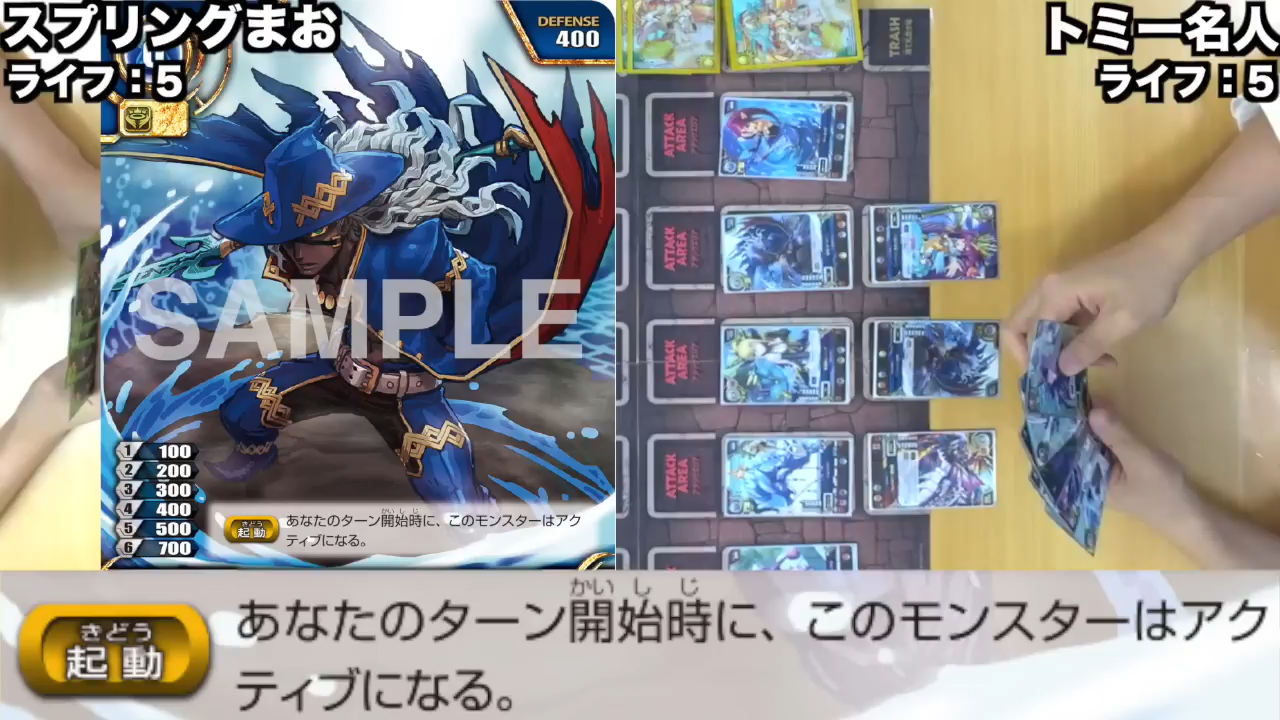 スプリングまお
ライフ：5
トミー名人
ライフ：5
DEFENSE
400
SAMPLE
1 100
2 200
3 300
4 400
5 500
6 700
きどう
起動
かいしじ
あなたのターン開始時に、このモンスターはアク
ティブになる。
TRASH
ATTACK
AREA
ATTACK
AREA
ATTACK
AREA
ATTACK
AREA
きどう
起動
かいしじ
あなたのターン開始時に、このモンスターはアク
ティブになる。